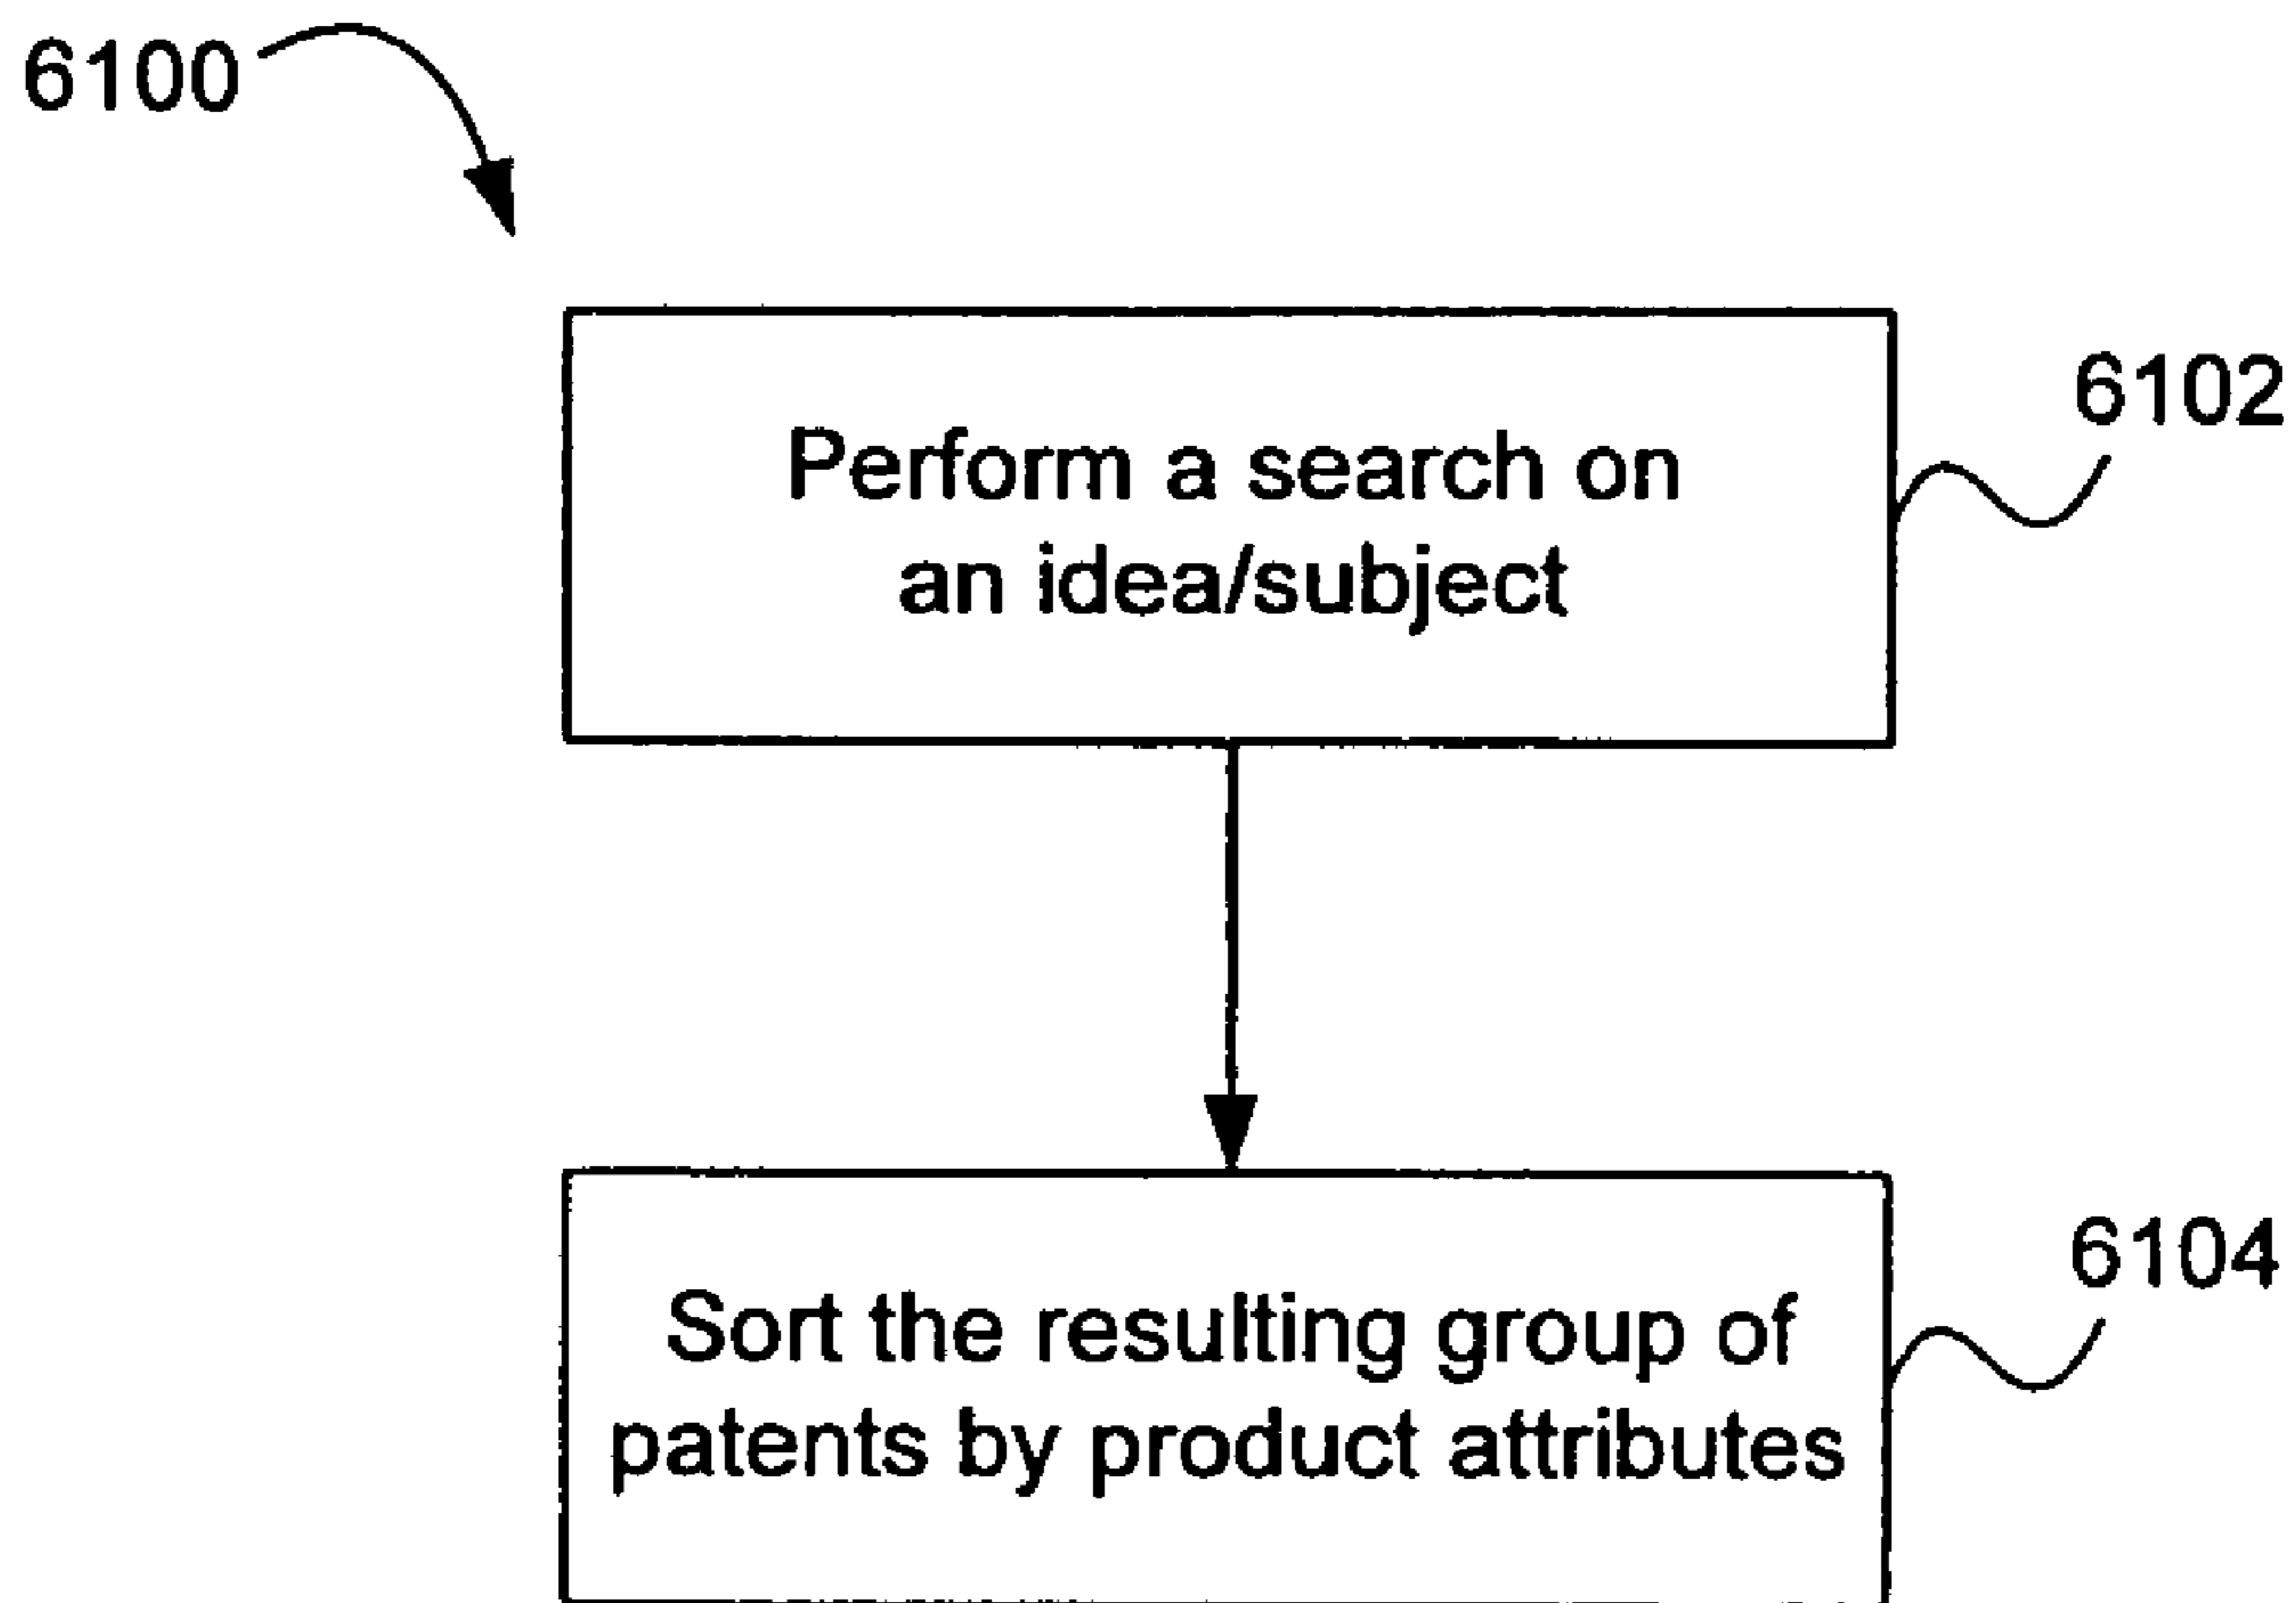 6100
Perform a search on
an idea/subject
6102
Sort the resulting group of
patents by product attributes
6104